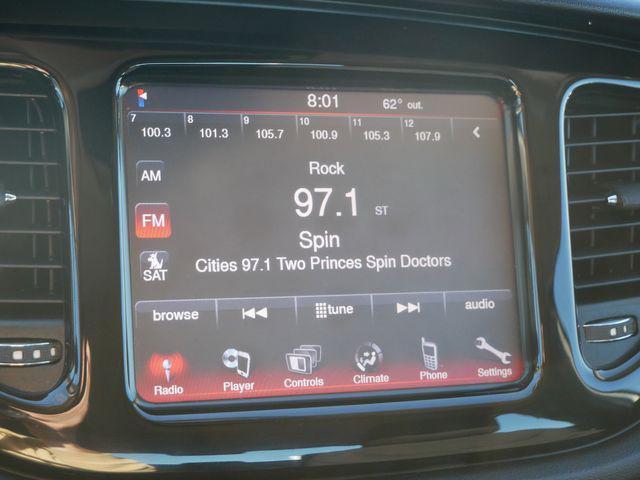 8:01 62° out.
7 8 9 10 11 12
100.3 101.3 105.7 100.9 105.3 107.9
Rock
AM
97.1 ST
FM
Spin
SAT
Cities 97.1 Two Princes Spin Doctors
browse tune audio
Radio Player Controls Climate Phone Settings